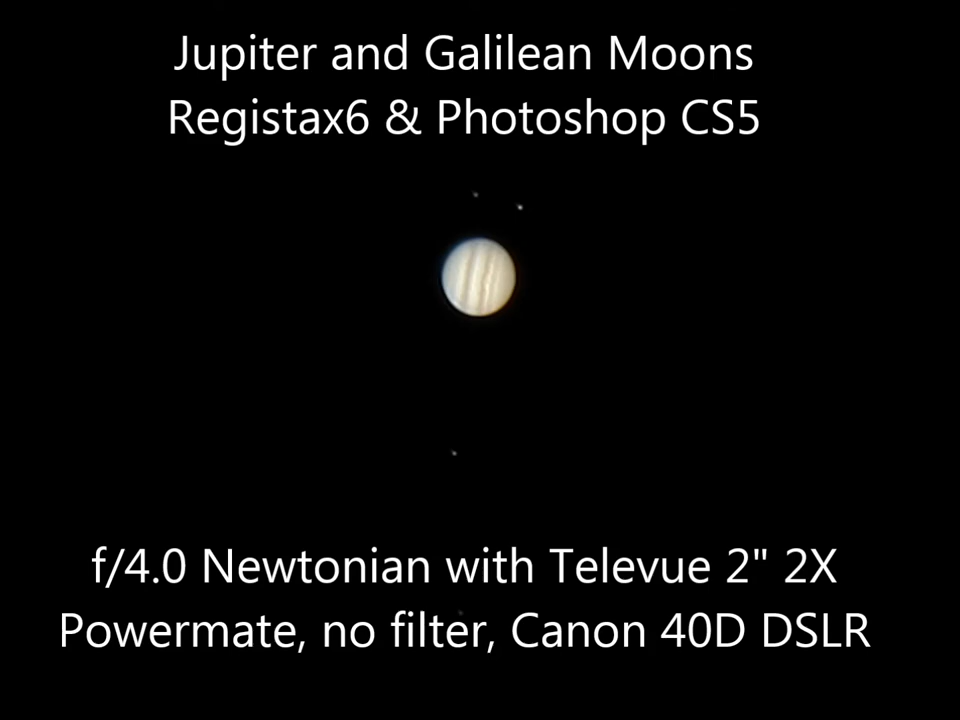 Jupiter and Galilean Moons
Registax6 & Photoshop CS5
f/4.0 Newtonian with Televue 2" 2X
Powermate, no filter, Canon 40D DSLR